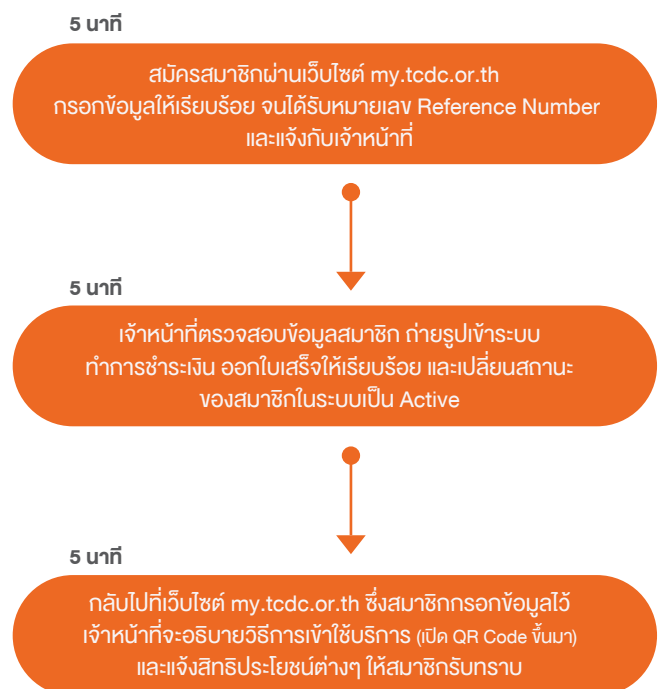 5 นาที
สมัครสมาชิกผ่านเว็บไซต์ my.tcdc.or.th
กรอกข้อมูลให้เรียบร้อย จนได้รับหมายเลข Reference Number
และแจ้งกับเจ้าหน้าที่
5 นาที
เจ้าหน้าที่ตรวจสอบข้อมูลสมาชิก ถ่ายรูปเข้าระบบ
ทำการชำระเงิน ออกใบเสร็จให้เรียบร้อย และเปลี่ยนสถานะ
ของสมาชิกในระบบเป็น Active
5 นาที
กลับไปที่เว็บไซต์ my.tcdc.or.th ซึ่งสมาชิกกรอกข้อมูลไว้
เจ้าหน้าที่จะอธิบายวิธีการเข้าใช้บริการ (เปิด QR Code ขึ้นมา)
และแจ้งสิทธิประโยชน์ต่างๆ ให้สมาชิกรับทราบ